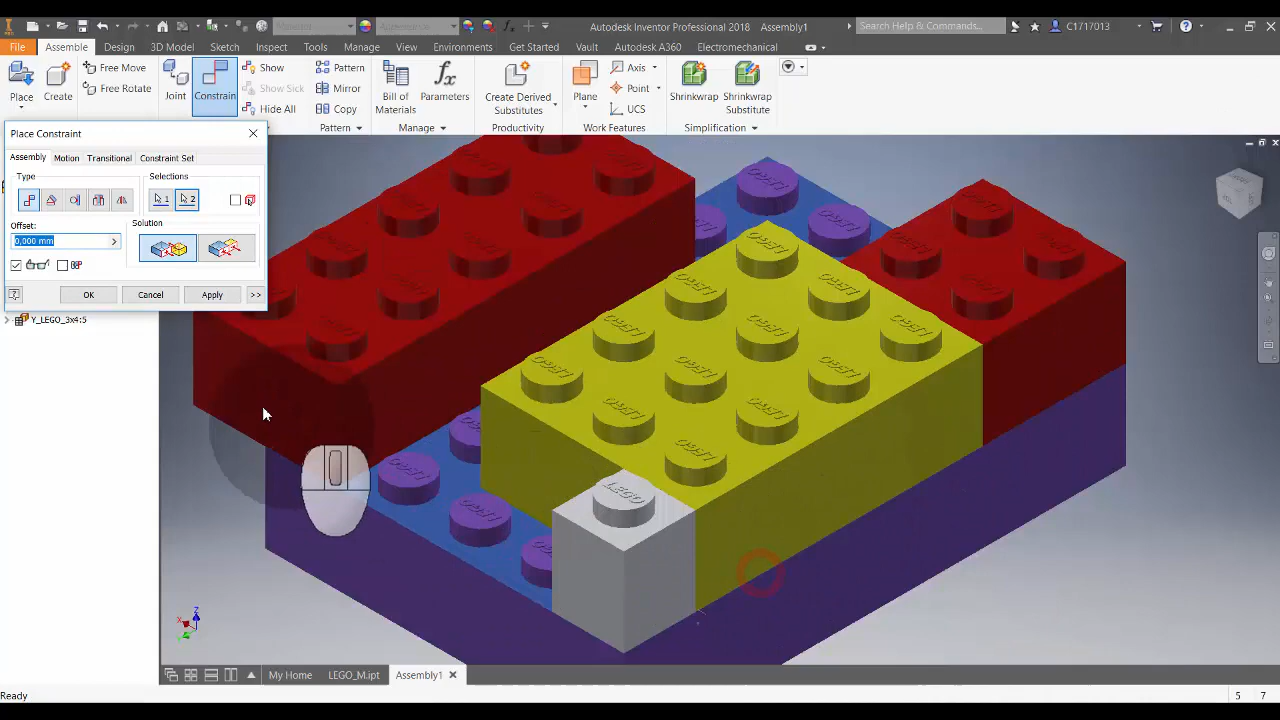 Autodesk Inventor Professional 2018 Assembly1
Search Help & Commands...
C1717013
File Assemble Design 3D Model Sketch Inspect Tools Manage View Environments Get Started Vault Autodesk A360 Electromechanical
Place
Create
Free Move
Free Rotate
Joint
Constrain
Show
Show Sick
Hide All
Pattern
Mirror
Copy
Pattern
Bill of Materials
Parameters
Manage
Create Derived Substitutes
Productivity
Plane
Axis
Point
UCS
Work Features
Shrinkwrap
Shrinkwrap Substitute
Simplification
Place Constraint
Assembly Motion Transitional Constraint Set
Type
Selections
1
2
Offset:
Solution
0,000 mm
OK
Cancel
Apply
>>
Y_LEGO_3x4:5
LEGO
Z
My Home LEGO_M.ipt Assembly1
Ready
5 7